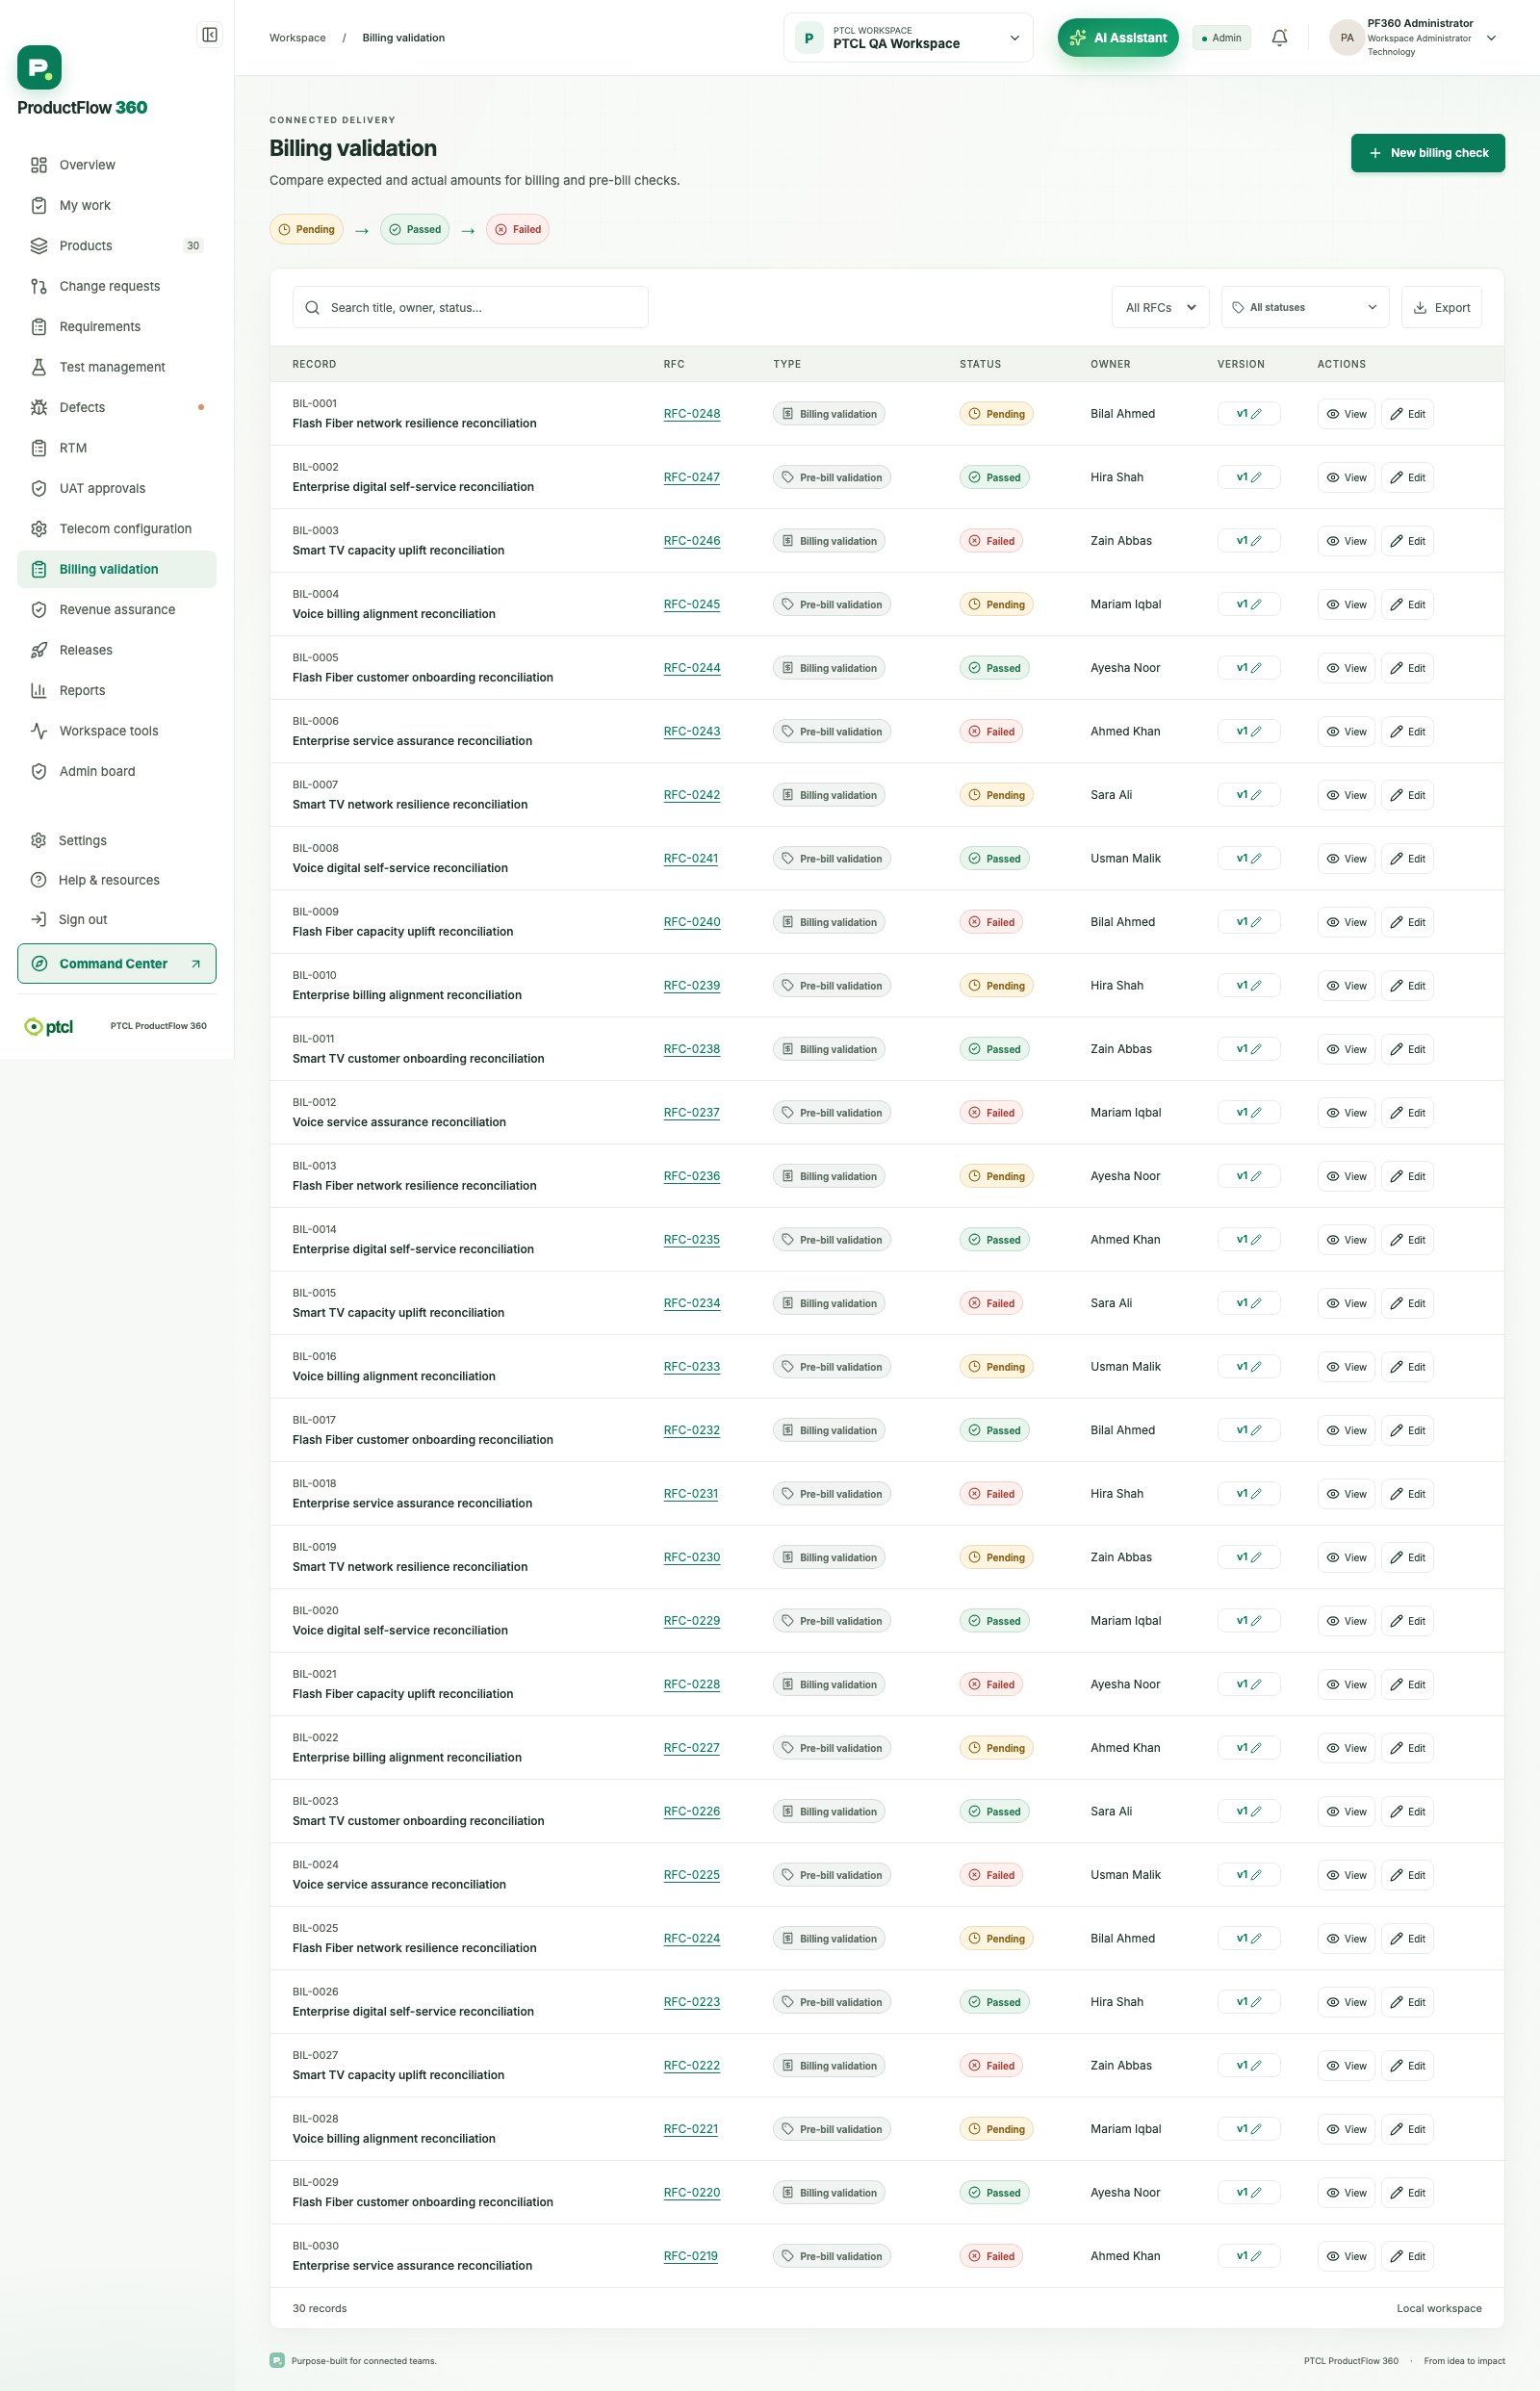 P.
ProductFlow 360
Overview
My work
Products 30
Change requests
Requirements
Test management
Defects
RTM
UAT approvals
Telecom configuration
Billing validation
Revenue assurance
Releases
Reports
Workspace tools
Admin board
Settings
Help & resources
Sign out
Command Center
ptcl PTCL ProductFlow 360
Workspace / Billing validation
P
PTCL WORKSPACE
PTCL QA Workspace
AI Assistant
Admin
PA
PF360 Administrator
Workspace Administrator
Technology
CONNECTED DELIVERY
Billing validation
Compare expected and actual amounts for billing and pre-bill checks.
New billing check
Pending → Passed → Failed
Search title, owner, status...
All RFCs
All statuses
Export
RECORD RFC TYPE STATUS OWNER VERSION ACTIONS
BIL-0001
Flash Fiber network resilience reconciliation RFC-0248 Billing validation Pending Bilal Ahmed v1 View Edit
BIL-0002
Enterprise digital self-service reconciliation RFC-0247 Pre-bill validation Passed Hira Shah v1 View Edit
BIL-0003
Smart TV capacity uplift reconciliation RFC-0246 Billing validation Failed Zain Abbas v1 View Edit
BIL-0004
Voice billing alignment reconciliation RFC-0245 Pre-bill validation Pending Mariam Iqbal v1 View Edit
BIL-0005
Flash Fiber customer onboarding reconciliation RFC-0244 Billing validation Passed Ayesha Noor v1 View Edit
BIL-0006
Enterprise service assurance reconciliation RFC-0243 Pre-bill validation Failed Ahmed Khan v1 View Edit
BIL-0007
Smart TV network resilience reconciliation RFC-0242 Billing validation Pending Sara Ali v1 View Edit
BIL-0008
Voice digital self-service reconciliation RFC-0241 Pre-bill validation Passed Usman Malik v1 View Edit
BIL-0009
Flash Fiber capacity uplift reconciliation RFC-0240 Billing validation Failed Bilal Ahmed v1 View Edit
BIL-0010
Enterprise billing alignment reconciliation RFC-0239 Pre-bill validation Pending Hira Shah v1 View Edit
BIL-0011
Smart TV customer onboarding reconciliation RFC-0238 Billing validation Passed Zain Abbas v1 View Edit
BIL-0012
Voice service assurance reconciliation RFC-0237 Pre-bill validation Failed Mariam Iqbal v1 View Edit
BIL-0013
Flash Fiber network resilience reconciliation RFC-0236 Billing validation Pending Ayesha Noor v1 View Edit
BIL-0014
Enterprise digital self-service reconciliation RFC-0235 Pre-bill validation Passed Ahmed Khan v1 View Edit
BIL-0015
Smart TV capacity uplift reconciliation RFC-0234 Billing validation Failed Sara Ali v1 View Edit
BIL-0016
Voice billing alignment reconciliation RFC-0233 Pre-bill validation Pending Usman Malik v1 View Edit
BIL-0017
Flash Fiber customer onboarding reconciliation RFC-0232 Billing validation Passed Bilal Ahmed v1 View Edit
BIL-0018
Enterprise service assurance reconciliation RFC-0231 Pre-bill validation Failed Hira Shah v1 View Edit
BIL-0019
Smart TV network resilience reconciliation RFC-0230 Billing validation Pending Zain Abbas v1 View Edit
BIL-0020
Voice digital self-service reconciliation RFC-0229 Pre-bill validation Passed Mariam Iqbal v1 View Edit
BIL-0021
Flash Fiber capacity uplift reconciliation RFC-0228 Billing validation Failed Ayesha Noor v1 View Edit
BIL-0022
Enterprise billing alignment reconciliation RFC-0227 Pre-bill validation Pending Ahmed Khan v1 View Edit
BIL-0023
Smart TV customer onboarding reconciliation RFC-0226 Billing validation Passed Sara Ali v1 View Edit
BIL-0024
Voice service assurance reconciliation RFC-0225 Pre-bill validation Failed Usman Malik v1 View Edit
BIL-0025
Flash Fiber network resilience reconciliation RFC-0224 Billing validation Pending Bilal Ahmed v1 View Edit
BIL-0026
Enterprise digital self-service reconciliation RFC-0223 Pre-bill validation Passed Hira Shah v1 View Edit
BIL-0027
Smart TV capacity uplift reconciliation RFC-0222 Billing validation Failed Zain Abbas v1 View Edit
BIL-0028
Voice billing alignment reconciliation RFC-0221 Pre-bill validation Pending Mariam Iqbal v1 View Edit
BIL-0029
Flash Fiber customer onboarding reconciliation RFC-0220 Billing validation Passed Ayesha Noor v1 View Edit
BIL-0030
Enterprise service assurance reconciliation RFC-0219 Pre-bill validation Failed Ahmed Khan v1 View Edit
30 records Local workspace
P. Purpose-built for connected teams. PTCL ProductFlow 360 · From idea to impact